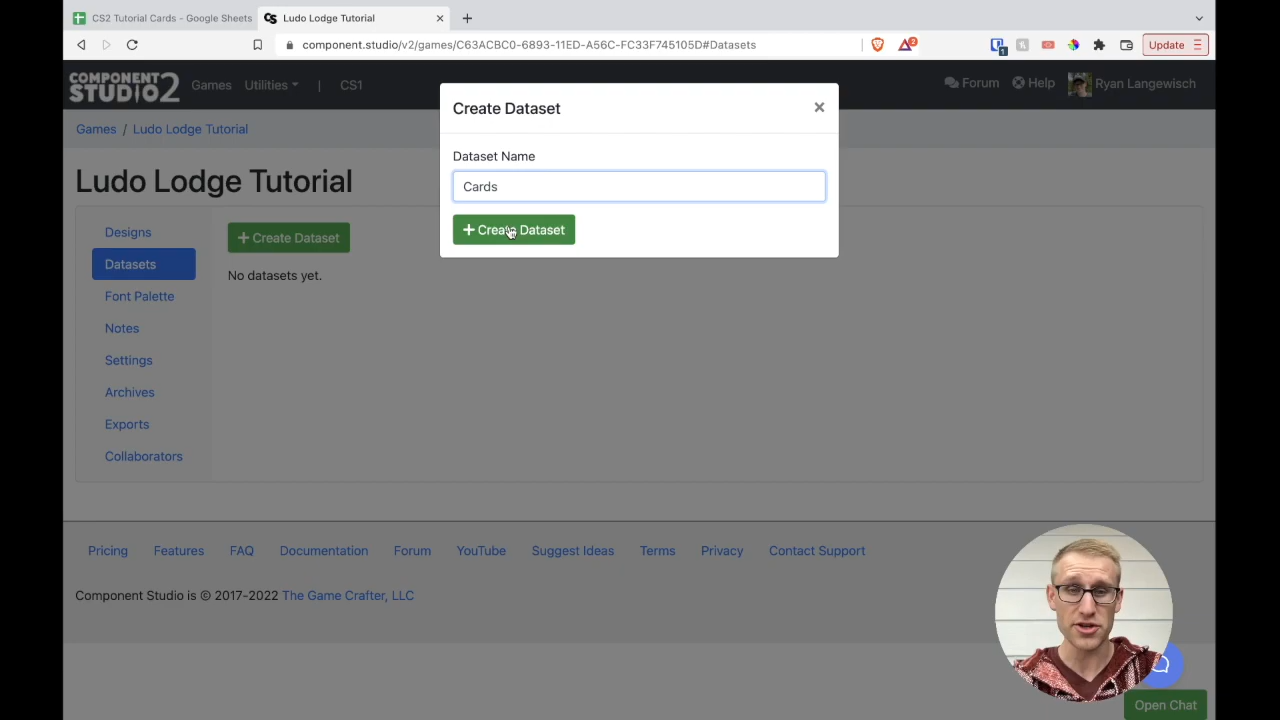 CS2 Tutorial Cards - Google Sheets
Ludo Lodge Tutorial
component.studio/v2/games/C63ACBC0-6893-11ED-A56C-FC33F745105D#Datasets
2
1
Update
COMPONENT STUDIO2
Games
Utilities
|
CS1
Forum
Help
Ryan Langewisch
Games / Ludo Lodge Tutorial
Create Dataset
Dataset Name
Cards
+ Create Dataset
Ludo Lodge Tutorial
Designs
Datasets
Font Palette
Notes
Settings
Archives
Exports
Collaborators
+ Create Dataset
No datasets yet.
Pricing
Features
FAQ
Documentation
Forum
YouTube
Suggest Ideas
Terms
Privacy
Contact Support
Component Studio is © 2017-2022 The Game Crafter, LLC
Open Chat